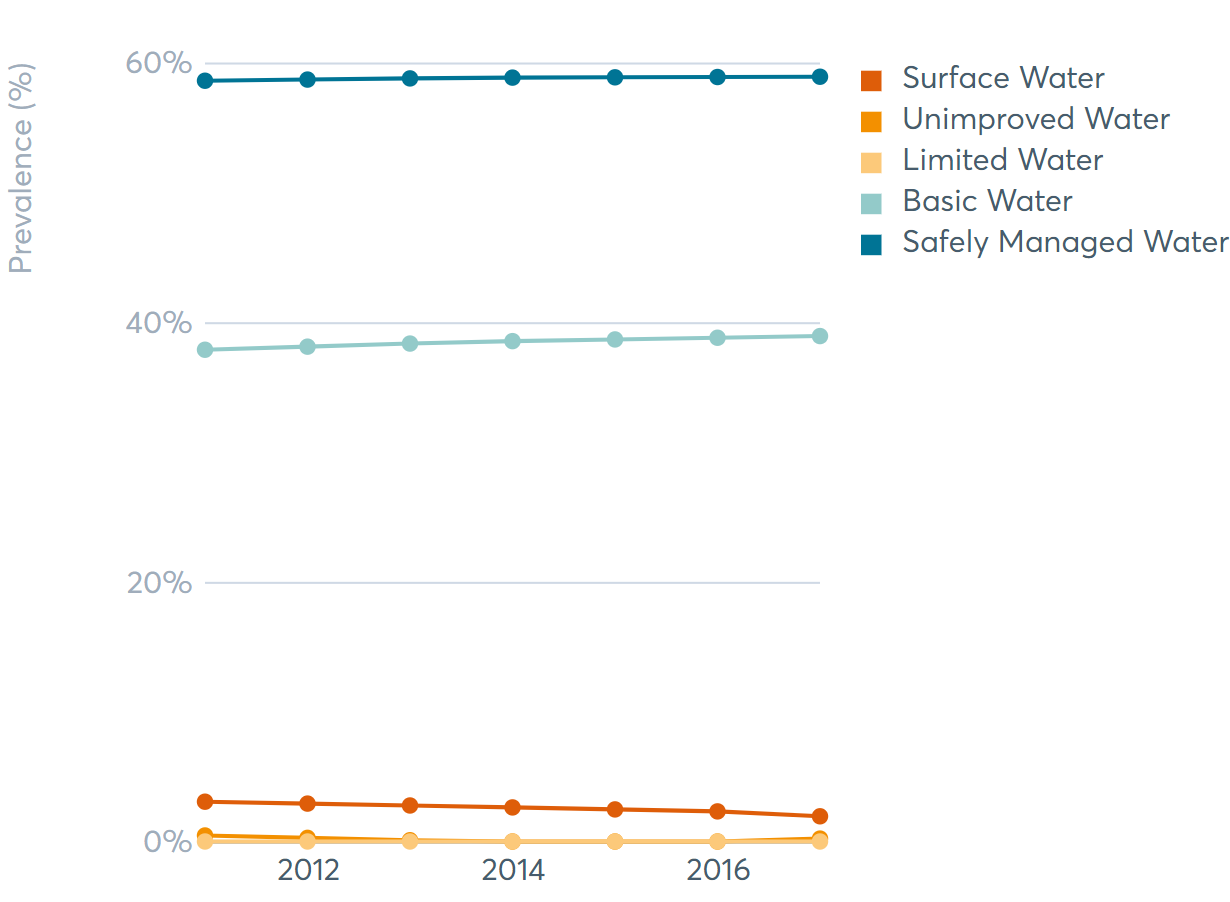 Prevalence (%)
60%
40%
20%
0%
2012
2014
2016
Surface Water
Unimproved Water
Limited Water
Basic Water
Safely Managed Water